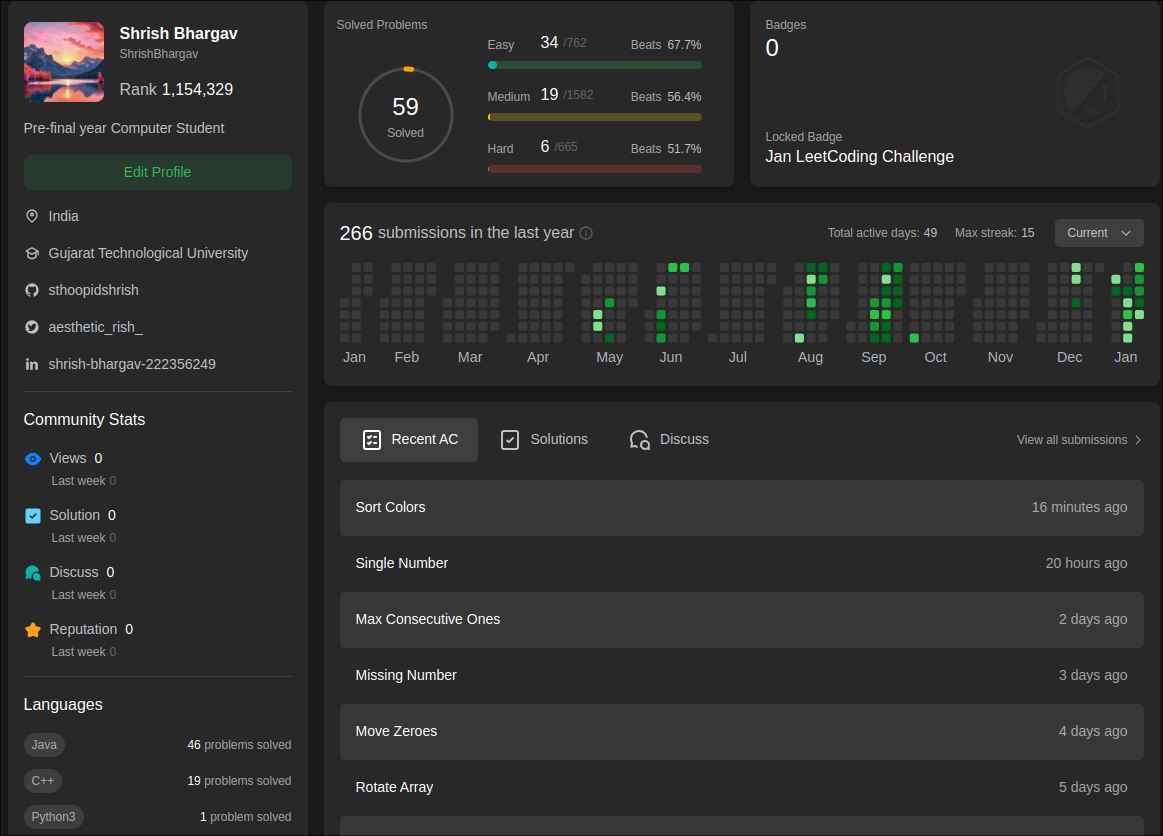 Shrish Bhargav
ShrishBhargav
Rank 1,154,329
Pre-final year Computer Student
Edit Profile
India
Gujarat Technological University
sthoopidshrish
aesthetic_rish_
shrish-bhargav-222356249
Community Stats
Views 0
Last week 0
Solution 0
Last week 0
Discuss 0
Last week 0
Reputation 0
Last week 0
Languages
Java 46 problems solved
C++ 19 problems solved
Python3 1 problem solved
Solved Problems
59
Solved
Easy 34 /762 Beats 67.7%
Medium 19 /1582 Beats 56.4%
Hard 6 /665 Beats 51.7%
Badges
0
Locked Badge
Jan LeetCoding Challenge
266 submissions in the last year Total active days: 49 Max streak: 15 Current
Jan Feb Mar Apr May Jun Jul Aug Sep Oct Nov Dec Jan
Recent AC Solutions Discuss View all submissions
Sort Colors 16 minutes ago
Single Number 20 hours ago
Max Consecutive Ones 2 days ago
Missing Number 3 days ago
Move Zeroes 4 days ago
Rotate Array 5 days ago